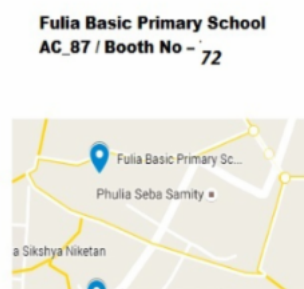 Fulia Basic Primary School
AC_87 / Booth No - 72
Fulia Basic Primary Sc...
Phulia Seba Samity
a Sikshya Niketan